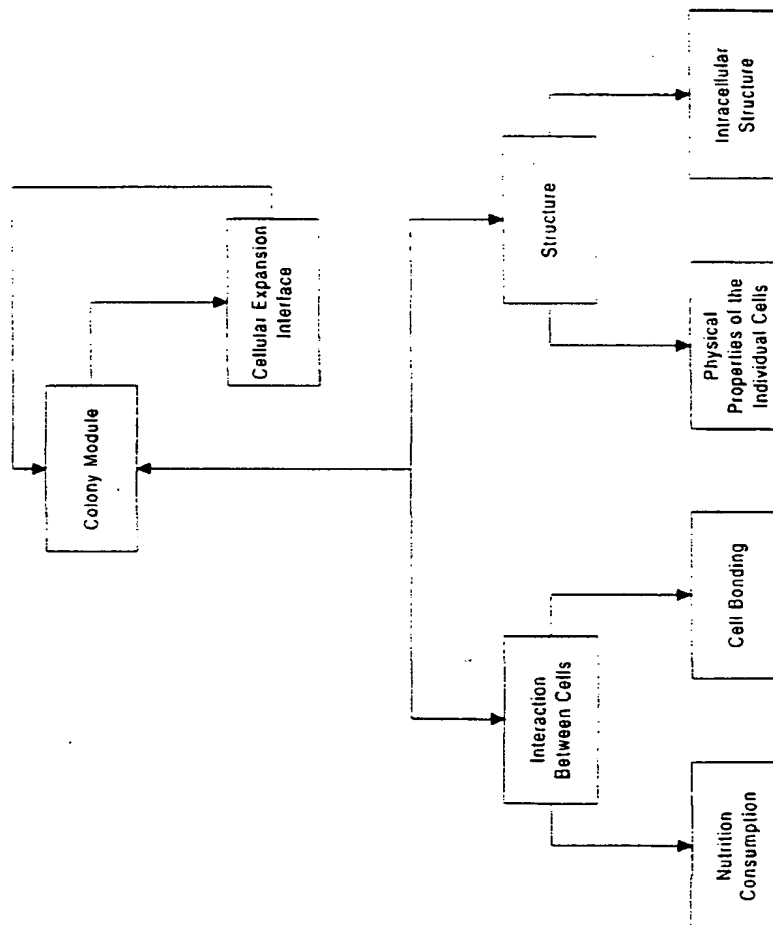 Colony Module
Cellular Expansion
Interface
Interaction
Between Cells
Structure
Nutrition
Consumption
Cell Bonding
Physical
Properties of the
Individual Cells
Intracellular
Structure